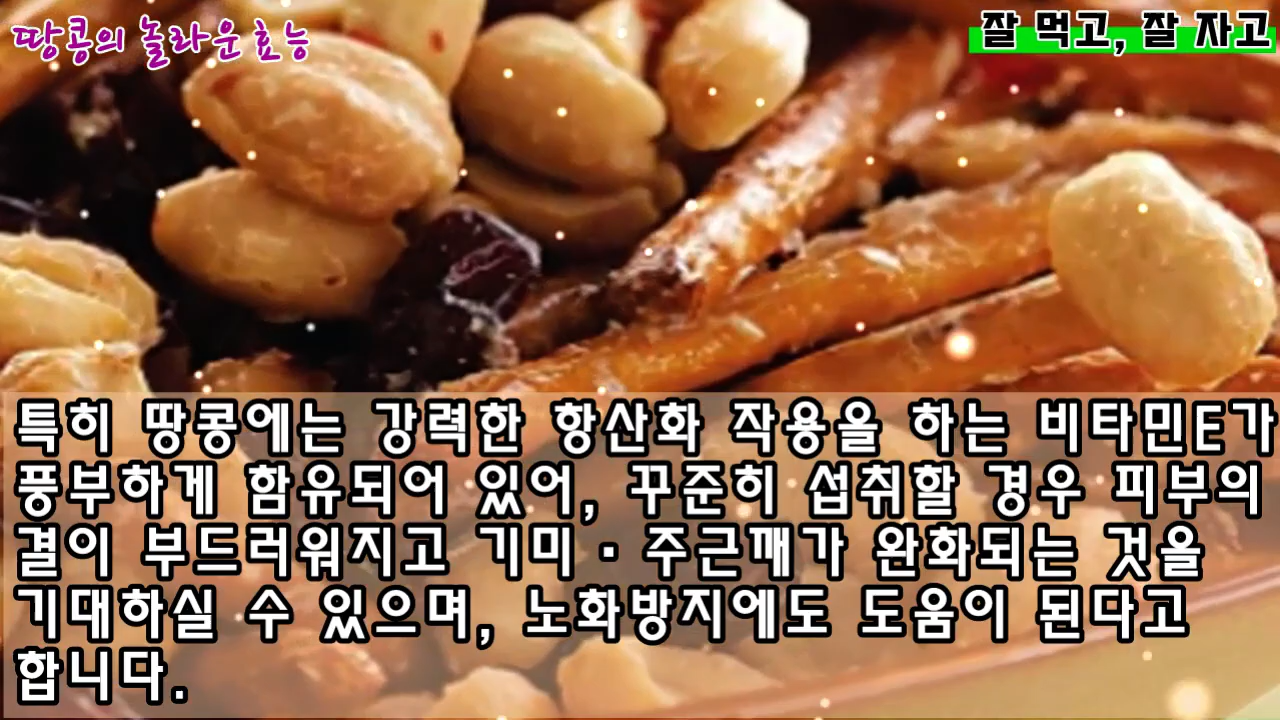 땅콩의 놀라운효능
잘 먹고, 잘 자고
특히 땅콩에는 강력한 항산화 작용을 하는 비타민E가
풍부하게 함유되어 있어, 꾸준히 섭취할 경우 피부의
결이 부드러워지고 기미·주근깨가 완화되는 것을
기대하실 수 있으며, 노화방지에도 도움이 된다고
합니다.